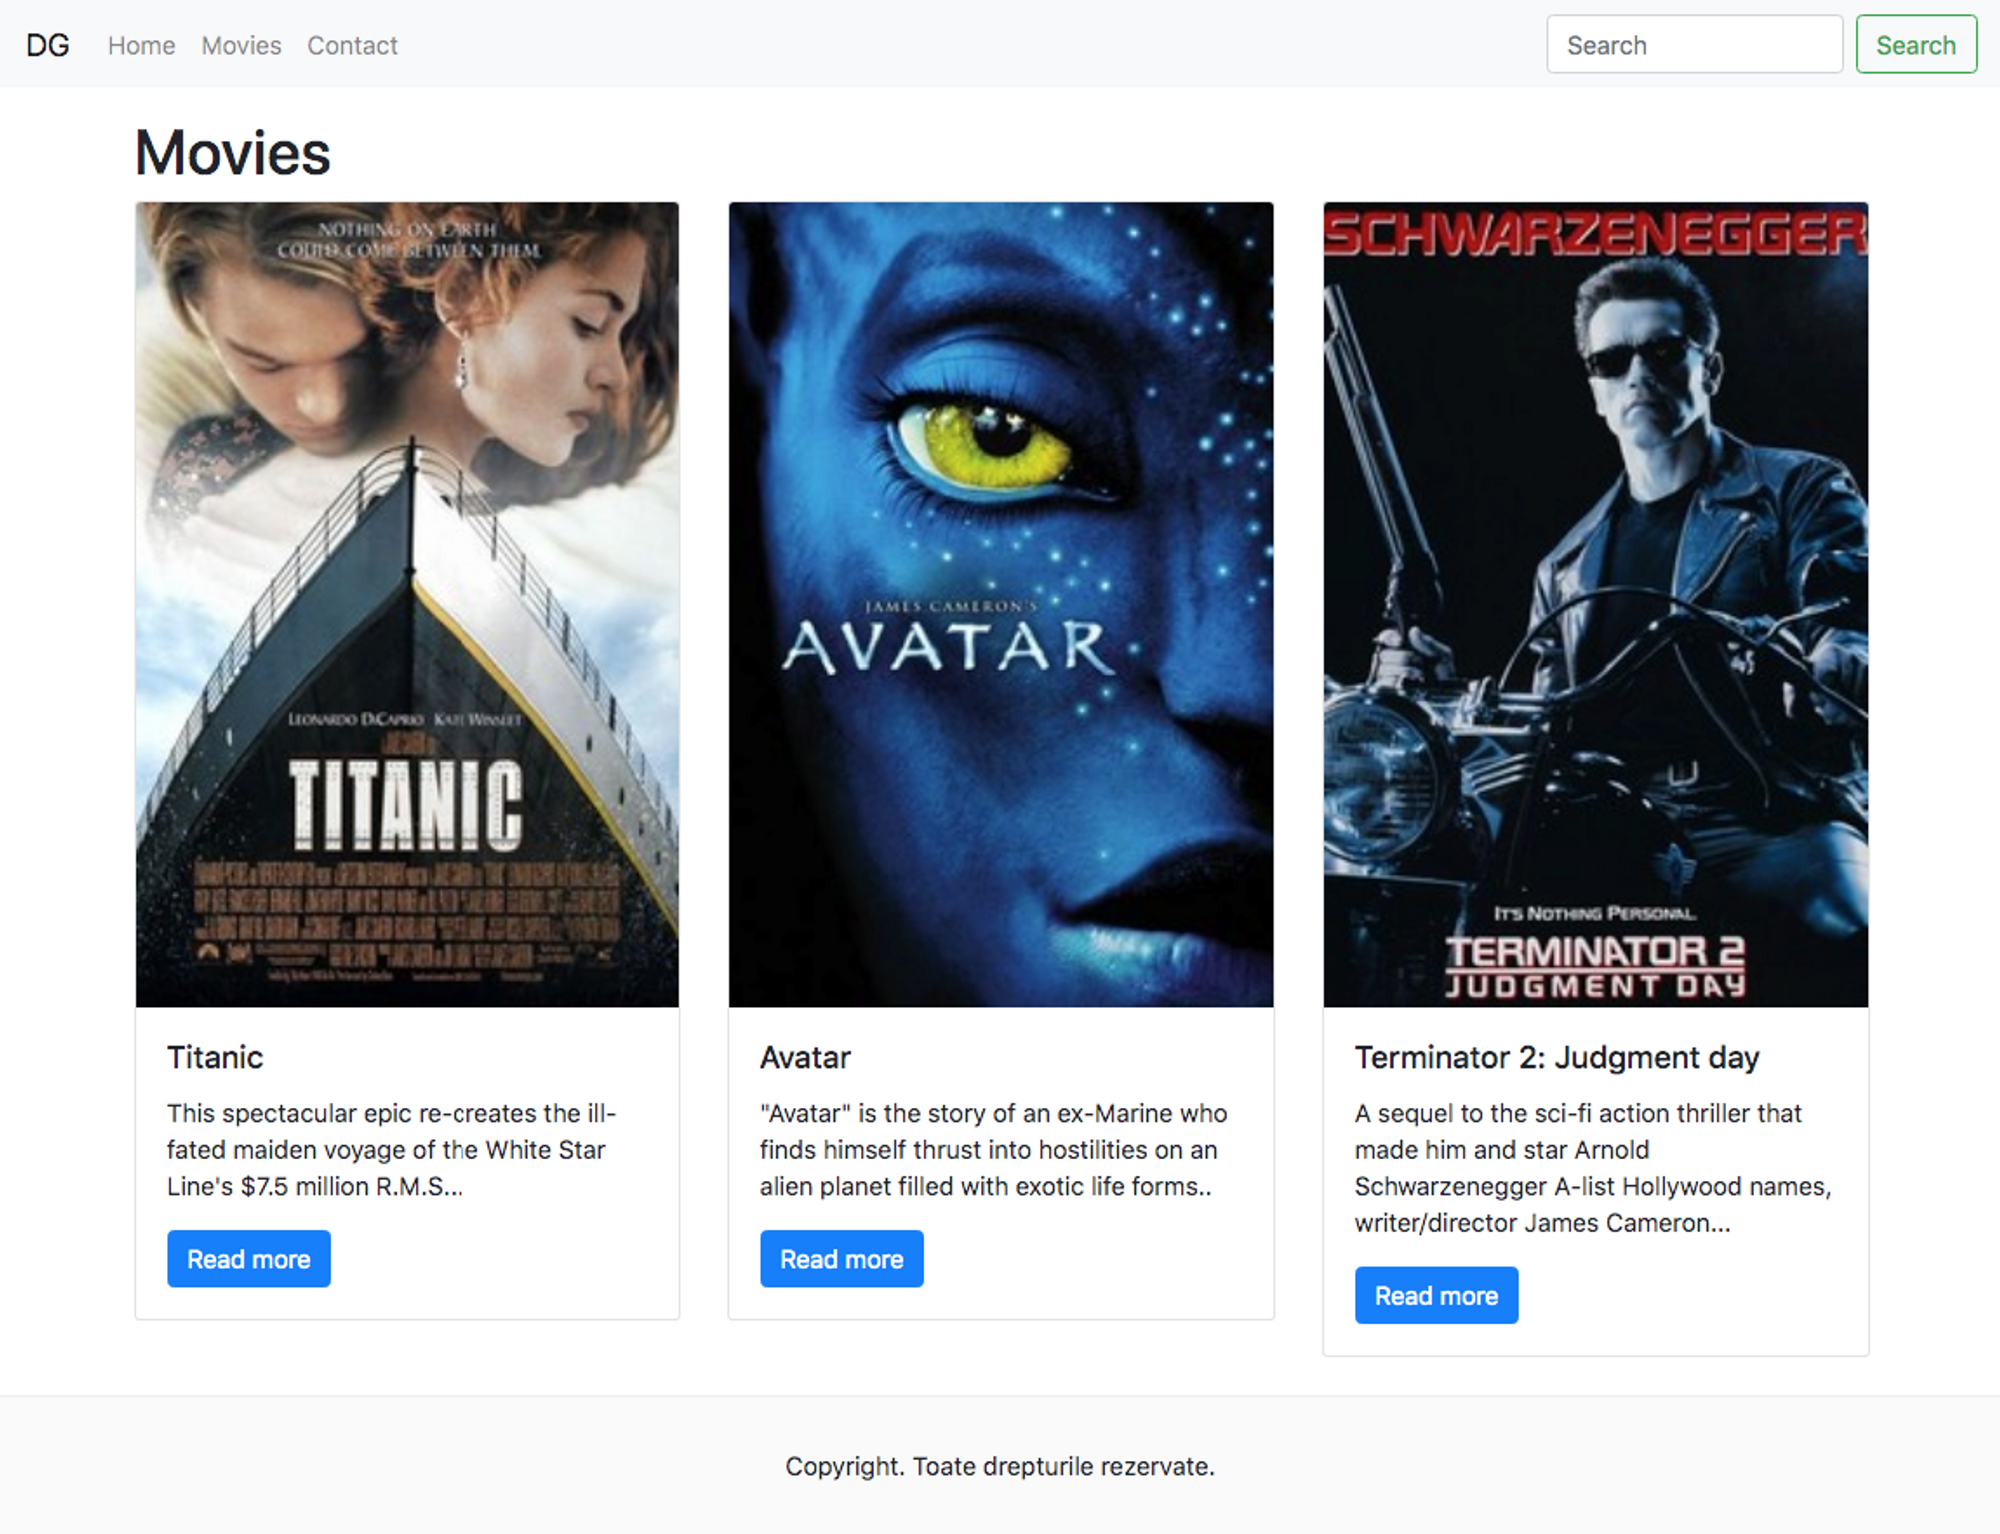 DG Home Movies Contact Search Search
Movies
NOTHING ON EARTH
COULD COME BETWEEN THEM.
LEONARDO DICAPRIO KATE WINSLET
TITANIC
JAMES CAMERON'S
AVATAR
SCHWARZENEGGER
IT'S NOTHING PERSONAL.
TERMINATOR 2
JUDGMENT DAY
Titanic
This spectacular epic re-creates the ill-
fated maiden voyage of the White Star
Line's $7.5 million R.M.S...
Read more
Avatar
"Avatar" is the story of an ex-Marine who
finds himself thrust into hostilities on an
alien planet filled with exotic life forms..
Read more
Terminator 2: Judgment day
A sequel to the sci-fi action thriller that
made him and star Arnold
Schwarzenegger A-list Hollywood names,
writer/director James Cameron...
Read more
Copyright. Toate drepturile rezervate.